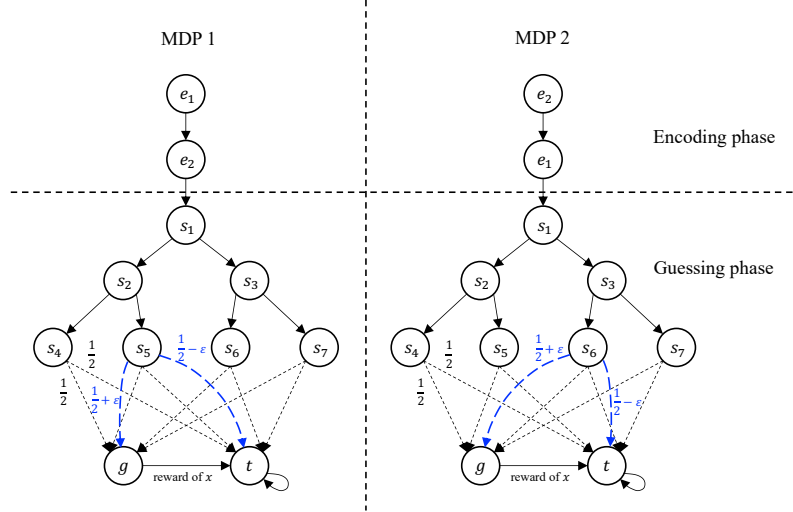 MDP 1
MDP 2
e₁
e₂
e₂
e₁
Encoding phase
s₁
s₁
Guessing phase
s₂
s₃
s₂
s₃
s₄
s₅
s₆
s₇
s₄
s₅
s₆
s₇
1/2
1/2 − ε
1/2
1/2 + ε
1/2
1/2 + ε
1/2
1/2 − ε
g
t
g
t
reward of x
reward of x